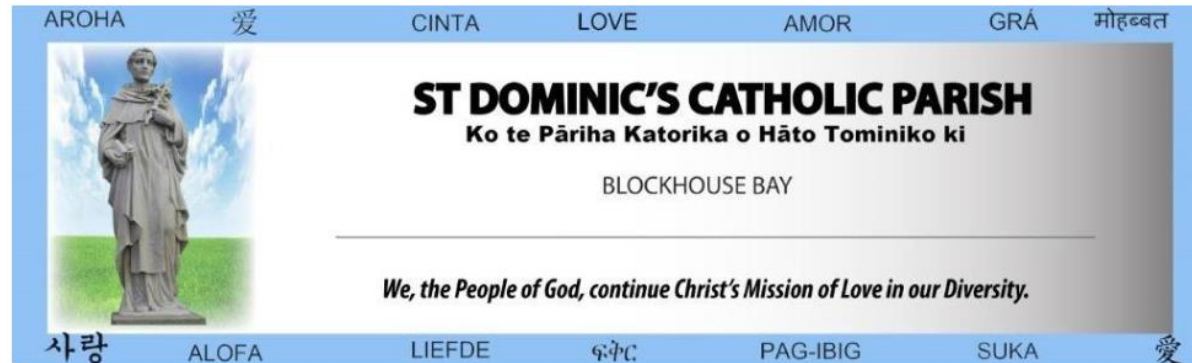 AROHA 爱 CINTA LOVE AMOR GRÁ मोहब्बत
ST DOMINIC'S CATHOLIC PARISH
Ko te Pāriha Katorika o Hāto Tominiko ki
BLOCKHOUSE BAY
We, the People of God, continue Christ's Mission of Love in our Diversity.
사랑 ALOFA LIEFDE ፍቅር PAG-IBIG SUKA 愛